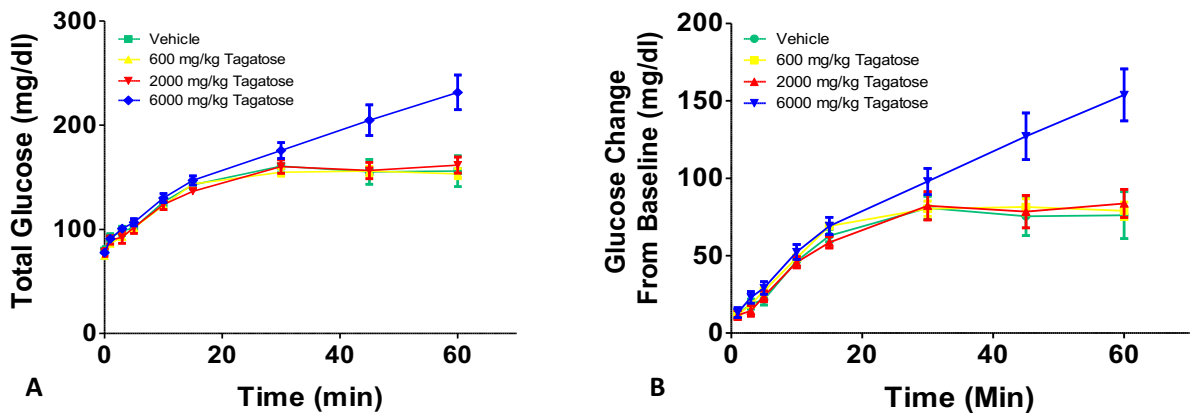 300
200
100
0
0
20
40
60
Total Glucose (mg/dl)
Time (min)
Vehicle
600 mg/kg Tagatose
2000 mg/kg Tagatose
6000 mg/kg Tagatose
A
200
150
100
50
0
0
20
40
60
Glucose Change
From Baseline (mg/dl)
Time (Min)
Vehicle
600 mg/kg Tagatose
2000 mg/kg Tagatose
6000 mg/kg Tagatose
B